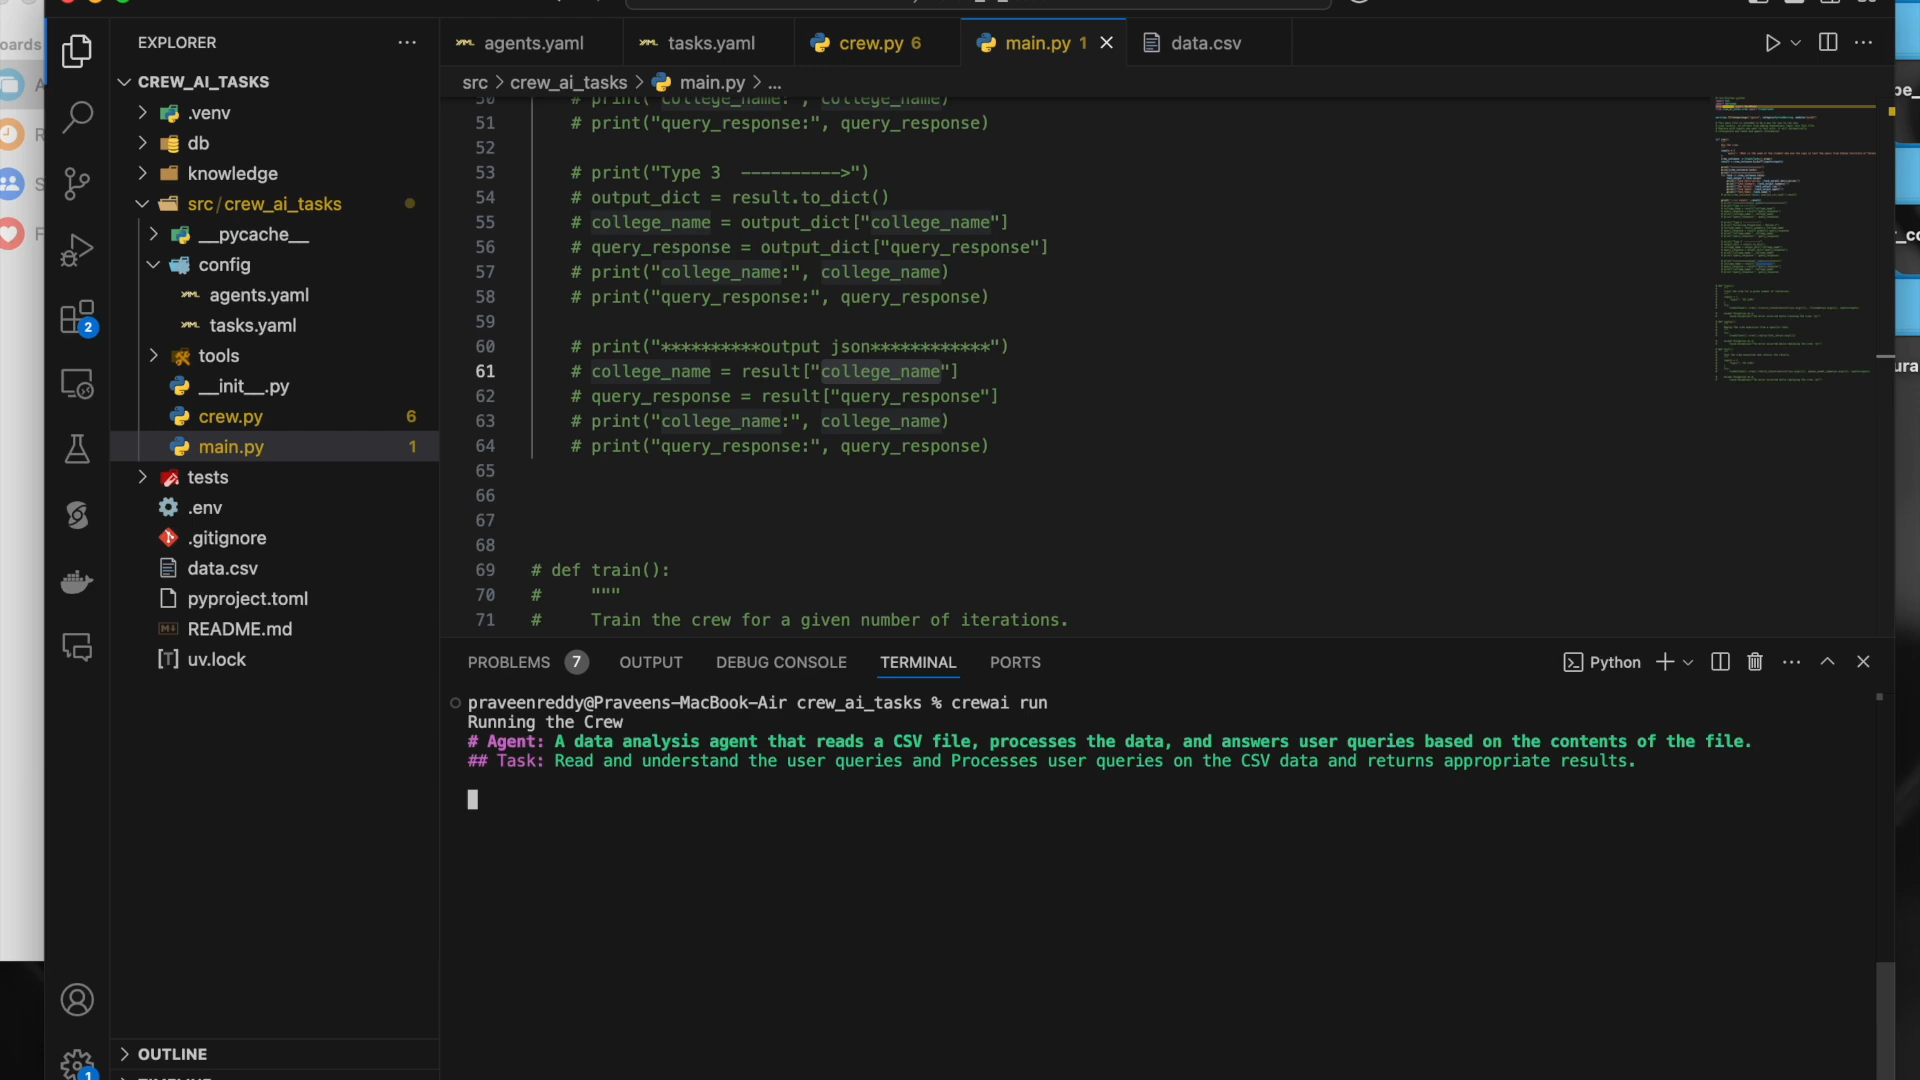 oards
EXPLORER
CREW_AI_TASKS
.venv
db
knowledge
src/crew_ai_tasks
__pycache__
config
agents.yaml
tasks.yaml
tools
__init__.py
crew.py 6
main.py 1
tests
.env
.gitignore
data.csv
pyproject.toml
README.md
uv.lock
OUTLINE
2
1
agents.yaml
tasks.yaml
crew.py 6
main.py 1
data.csv
src > crew_ai_tasks > main.py > ...
50 # print("college_name:", college_name)
51 # print("query_response:", query_response)
52
53 # print("Type 3 ---------->")
54 # output_dict = result.to_dict()
55 # college_name = output_dict["college_name"]
56 # query_response = output_dict["query_response"]
57 # print("college_name:", college_name)
58 # print("query_response:", query_response)
59
60 # print("**********output json************")
61 # college_name = result["college_name"]
62 # query_response = result["query_response"]
63 # print("college_name:", college_name)
64 # print("query_response:", query_response)
65
66
67
68
69 # def train():
70 # """
71 # Train the crew for a given number of iterations.
PROBLEMS 7
OUTPUT
DEBUG CONSOLE
TERMINAL
PORTS
Python
praveenreddy@Praveens-MacBook-Air crew_ai_tasks % crewai run
Running the Crew
# Agent: A data analysis agent that reads a CSV file, processes the data, and answers user queries based on the contents of the file.
## Task: Read and understand the user queries and Processes user queries on the CSV data and returns appropriate results.